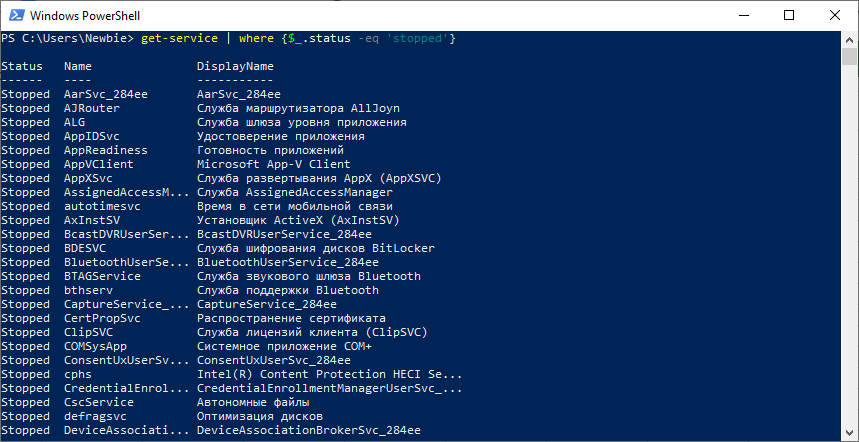 Windows PowerShell
PS C:\Users\Newbie> get-service | where {$_.status -eq 'stopped'}
Status Name DisplayName
------ ---- -----------
Stopped AarSvc_284ee AarSvc_284ee
Stopped AJRouter Служба маршрутизатора AllJoyn
Stopped ALG Служба шлюза уровня приложения
Stopped AppIDSvc Удостоверение приложения
Stopped AppReadiness Готовность приложений
Stopped AppVClient Microsoft App-V Client
Stopped AppXSvc Служба развертывания AppX (AppXSVC)
Stopped AssignedAccessM... Служба AssignedAccessManager
Stopped autotimesvc Время в сети мобильной связи
Stopped AxInstSV Установщик ActiveX (AxInstSV)
Stopped BcastDVRUserSer... BcastDVRUserService_284ee
Stopped BDESVC Служба шифрования дисков BitLocker
Stopped BluetoothUserSe... BluetoothUserService_284ee
Stopped BTAGService Служба звукового шлюза Bluetooth
Stopped bthserv Служба поддержки Bluetooth
Stopped CaptureService_... CaptureService_284ee
Stopped CertPropSvc Распространение сертификата
Stopped ClipSVC Служба лицензий клиента (ClipSVC)
Stopped COMSysApp Системное приложение COM+
Stopped ConsentUxUserSv... ConsentUxUserSvc_284ee
Stopped cphs Intel(R) Content Protection HECI Se...
Stopped CredentialEnrol... CredentialEnrollmentManagerUserSvc_...
Stopped CscService Автономные файлы
Stopped defragsvc Оптимизация дисков
Stopped DeviceAssociati... DeviceAssociationBrokerSvc_284ee